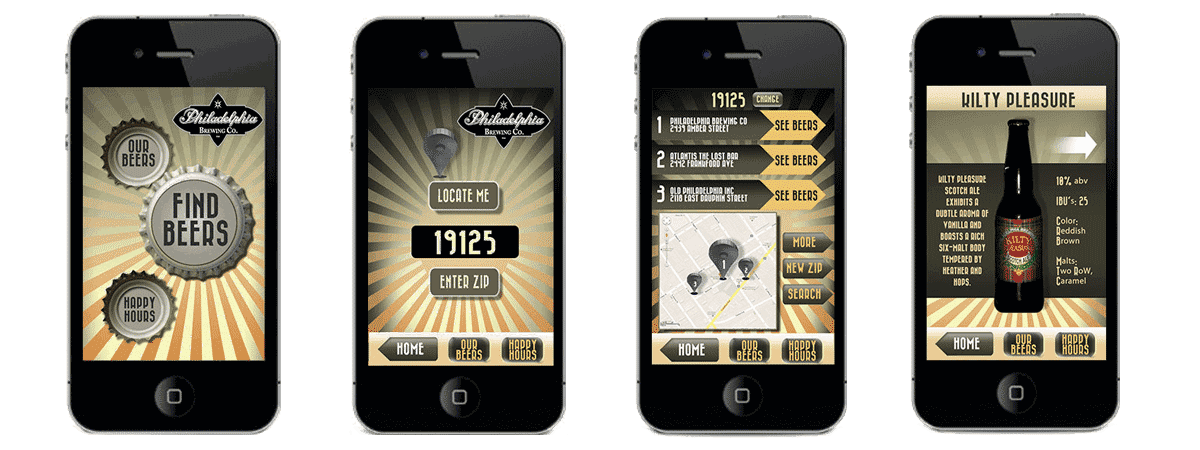 Philadelphia
BREWING CO.
OUR
BEERS
FIND
BEERS
HAPPY
HOURS
Philadelphia
BREWING CO.
LOCATE ME
19125
ENTER ZIP
HOME
OUR
BEERS
HAPPY
HOURS
19125 CHANGE
1 PHILADELPHIA BREWING CO
2439 AMBER STREET
SEE BEERS
2 ATLANTIS THE LOST BAR
2442 FRANKFORD AVE
SEE BEERS
3 OLD PHILADELPHIA INC
2118 EAST DAUPHIN STREET
SEE BEERS
1
2
3
MORE
NEW ZIP
SEARCH
HOME
OUR
BEERS
HAPPY
HOURS
KILTY PLEASURE
KILTY PLEASURE
SCOTCH ALE
EXHIBITS A
DUBTLE AROMA OF
VANILLA AND
BOASTS A RICH
SIX-MALT BODY
TEMPERED BY
HEATHER AND
HOPS.
KILTY
10% abv
IBU's: 25
Color:
Reddish
Brown
Malts:
Two Row,
Caramel
HOME
OUR
BEERS
HAPPY
HOURS